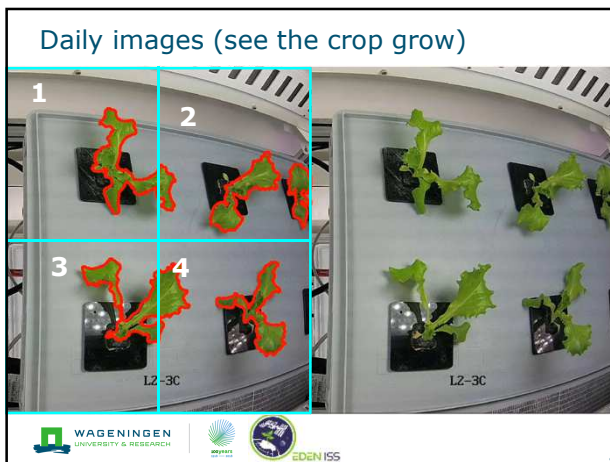 Daily images (see the crop grow)
1
2
3
4
L2-3C
L2-3C
WAGENINGEN
UNIVERSITY & RESEARCH
100years
EDEN ISS